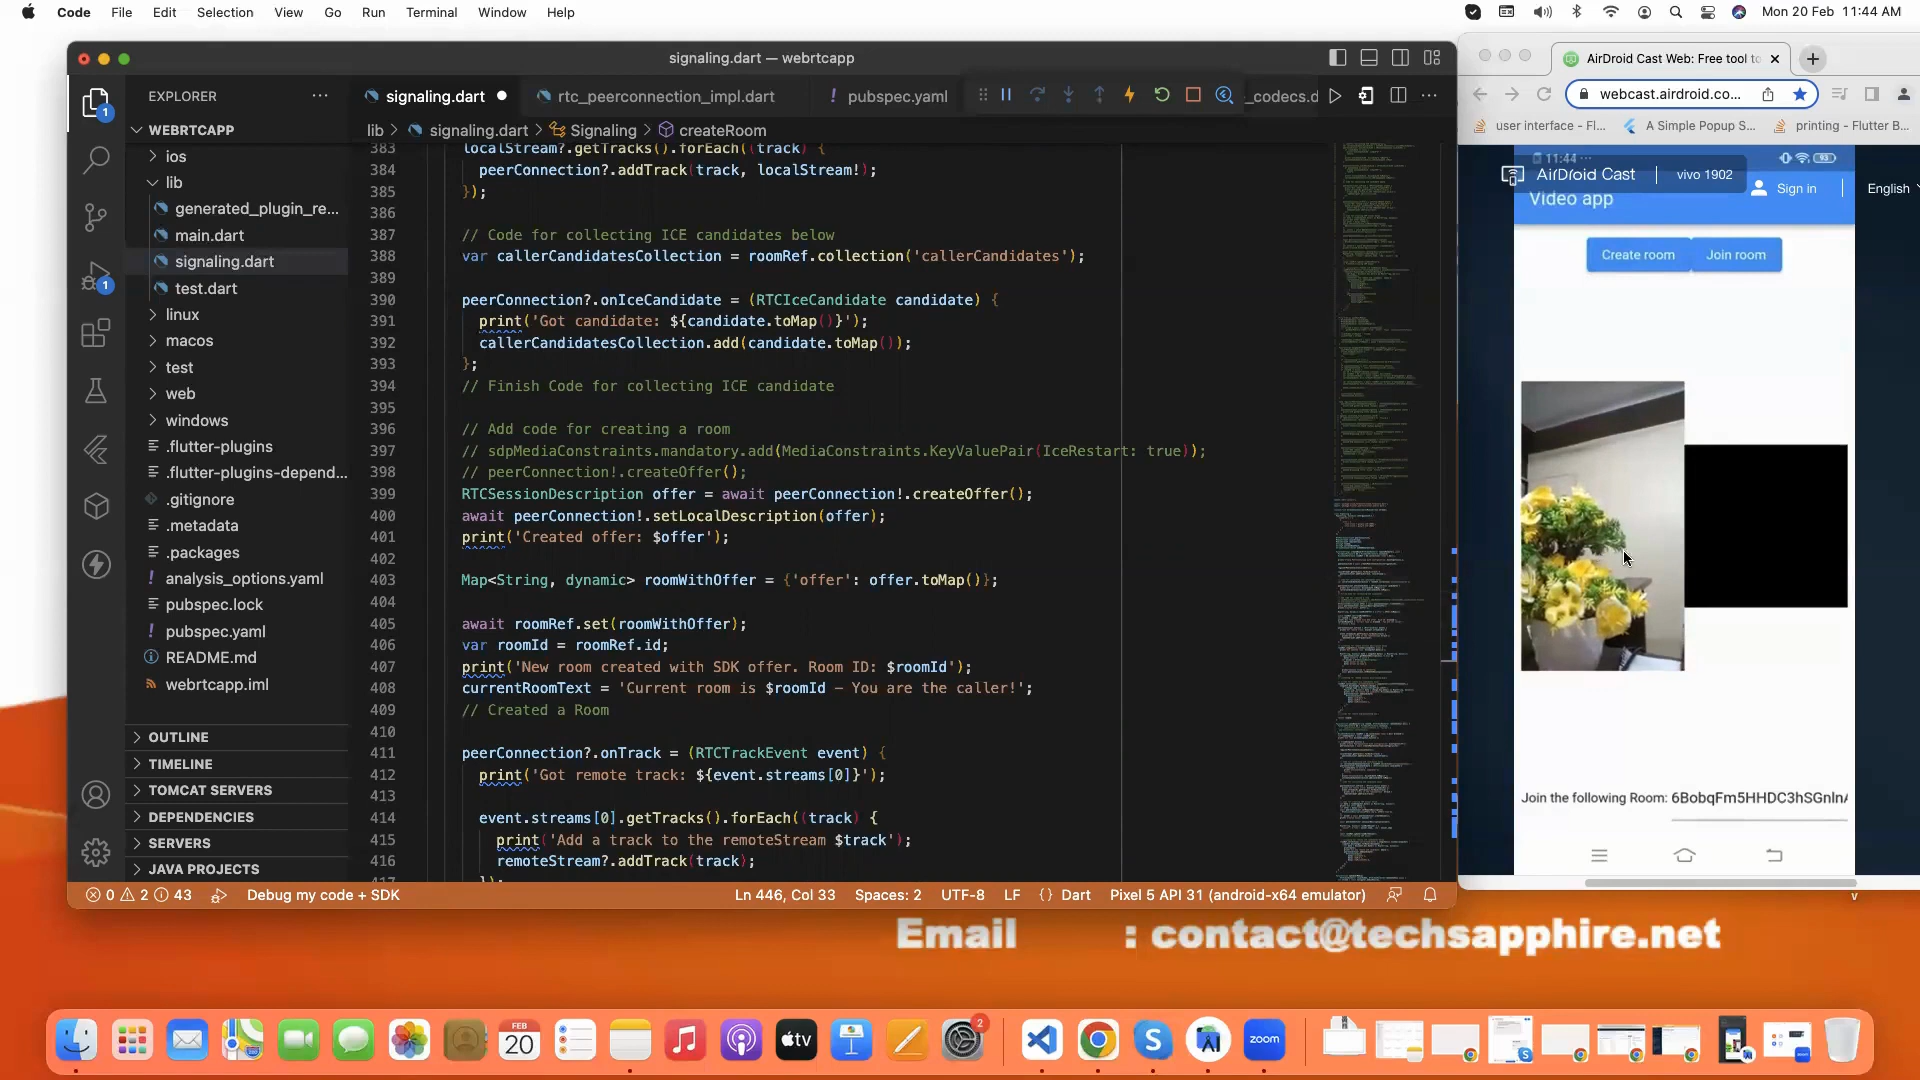 Code File Edit Selection View Go Run Terminal Window Help
Mon 20 Feb 11:44 AM
signaling.dart — webrtcapp
EXPLORER
signaling.dart
rtc_peerconnection_impl.dart
! pubspec.yaml
_codecs.d
lib > signaling.dart > Signaling > createRoom
WEBRTCAPP
ios
lib
generated_plugin_re...
main.dart
signaling.dart
test.dart
linux
macos
test
web
windows
.flutter-plugins
.flutter-plugins-depend...
.gitignore
.metadata
.packages
! analysis_options.yaml
pubspec.lock
! pubspec.yaml
README.md
webrtcapp.iml
OUTLINE
TIMELINE
TOMCAT SERVERS
DEPENDENCIES
SERVERS
JAVA PROJECTS
1
1
383 localStream?.getTracks().forEach((track) {
384 peerConnection?.addTrack(track, localStream!);
385 });
386
387 // Code for collecting ICE candidates below
388 var callerCandidatesCollection = roomRef.collection('callerCandidates');
389
390 peerConnection?.onIceCandidate = (RTCIceCandidate candidate) {
391 print('Got candidate: ${candidate.toMap()}');
392 callerCandidatesCollection.add(candidate.toMap());
393 };
394 // Finish Code for collecting ICE candidate
395
396 // Add code for creating a room
397 // sdpMediaConstraints.mandatory.add(MediaConstraints.KeyValuePair(IceRestart: true));
398 // peerConnection!.createOffer();
399 RTCSessionDescription offer = await peerConnection!.createOffer();
400 await peerConnection!.setLocalDescription(offer);
401 print('Created offer: $offer');
402
403 Map<String, dynamic> roomWithOffer = {'offer': offer.toMap()};
404
405 await roomRef.set(roomWithOffer);
406 var roomId = roomRef.id;
407 print('New room created with SDK offer. Room ID: $roomId');
408 currentRoomText = 'Current room is $roomId - You are the caller!';
409 // Created a Room
410
411 peerConnection?.onTrack = (RTCTrackEvent event) {
412 print('Got remote track: ${event.streams[0]}');
413
414 event.streams[0].getTracks().forEach((track) {
415 print('Add a track to the remoteStream $track');
416 remoteStream?.addTrack(track);
417 });
0 2 43 Debug my code + SDK
Ln 446, Col 33 Spaces: 2 UTF-8 LF {} Dart Pixel 5 API 31 (android-x64 emulator)
AirDroid Cast Web: Free tool to
webcast.airdroid.co...
user interface - Fl... A Simple Popup S... printing - Flutter B...
11:44 ... 93
AirDroid Cast | vivo 1902
Sign in English
Video app
Create room Join room
Join the following Room: 6BobqFm5HHDC3hSGnInA
Email : contact@techsapphire.net
FEB
20
tv
2
zoom